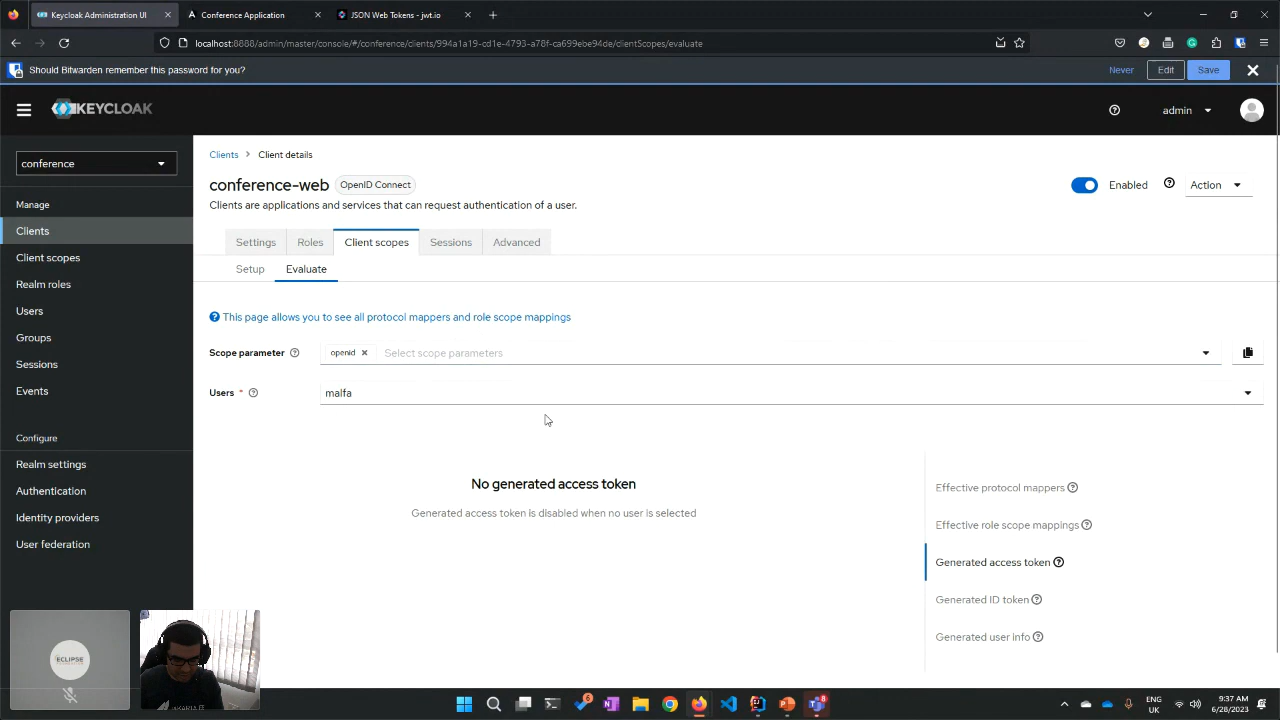 Keycloak Administration UI
Conference Application
JSON Web Tokens - jwt.io
localhost:8888/admin/master/console/#/conference/clients/994a1a19-cd1e-4793-a78f-ca699ebe94de/clientScopes/evaluate
Should Bitwarden remember this password for you?
Never
Edit
Save
KEYCLOAK
admin
conference
Manage
Clients
Client scopes
Realm roles
Users
Groups
Sessions
Events
Configure
Realm settings
Authentication
Identity providers
User federation
Clients > Client details
conference-web OpenID Connect
Enabled
Action
Clients are applications and services that can request authentication of a user.
Settings
Roles
Client scopes
Sessions
Advanced
Setup
Evaluate
This page allows you to see all protocol mappers and role scope mappings
Scope parameter
openid
Select scope parameters
Users *
malfa
No generated access token
Generated access token is disabled when no user is selected
Effective protocol mappers
Effective role scope mappings
Generated access token
Generated ID token
Generated user info
ECLIPSE
6
8
ENG
UK
9:37 AM
6/28/2023